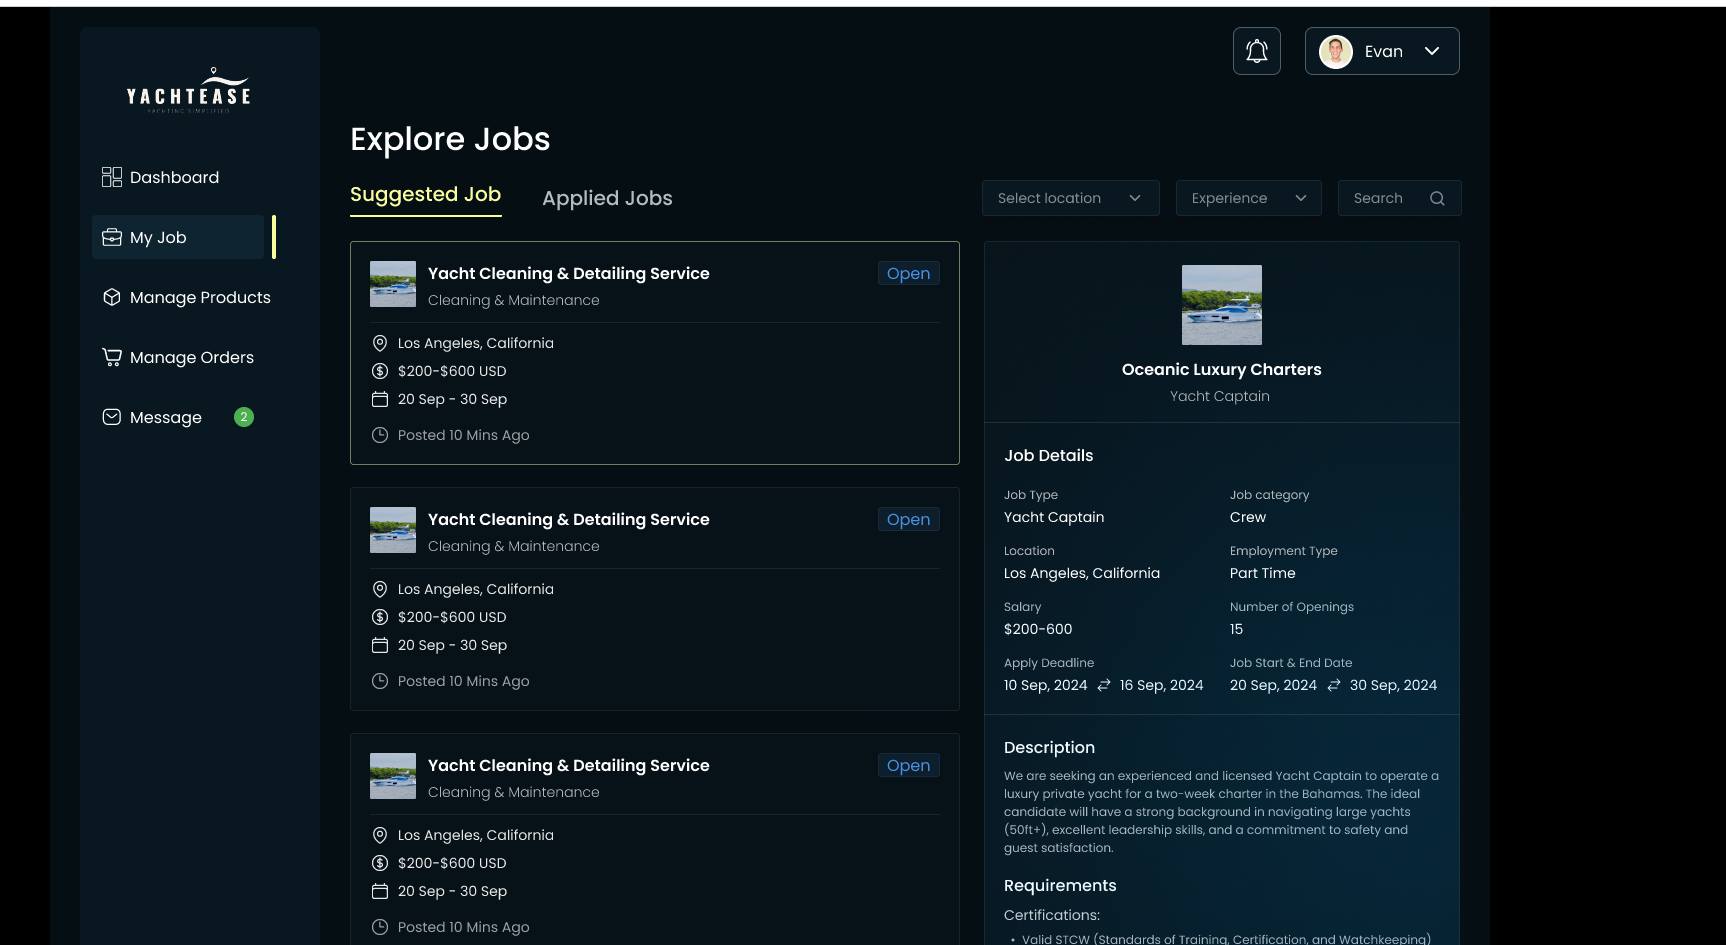 YACHTEASE
YACHTING SIMPLIFIED
Dashboard
My Job
Manage Products
Manage Orders
Message 2
Evan
Explore Jobs
Suggested Job
Applied Jobs
Select location
Experience
Search
Yacht Cleaning & Detailing Service
Open
Cleaning & Maintenance
Los Angeles, California
$200-$600 USD
20 Sep - 30 Sep
Posted 10 Mins Ago
Yacht Cleaning & Detailing Service
Open
Cleaning & Maintenance
Los Angeles, California
$200-$600 USD
20 Sep - 30 Sep
Posted 10 Mins Ago
Yacht Cleaning & Detailing Service
Open
Cleaning & Maintenance
Los Angeles, California
$200-$600 USD
20 Sep - 30 Sep
Posted 10 Mins Ago
Oceanic Luxury Charters
Yacht Captain
Job Details
Job Type
Yacht Captain
Job category
Crew
Location
Los Angeles, California
Employment Type
Part Time
Salary
$200-600
Number of Openings
15
Apply Deadline
10 Sep, 2024 16 Sep, 2024
Job Start & End Date
20 Sep, 2024 30 Sep, 2024
Description
We are seeking an experienced and licensed Yacht Captain to operate a
luxury private yacht for a two-week charter in the Bahamas. The ideal
candidate will have a strong background in navigating large yachts
(50ft+), excellent leadership skills, and a commitment to safety and
guest satisfaction.
Requirements
Certifications:
• Valid STCW (Standards of Training, Certification, and Watchkeeping)